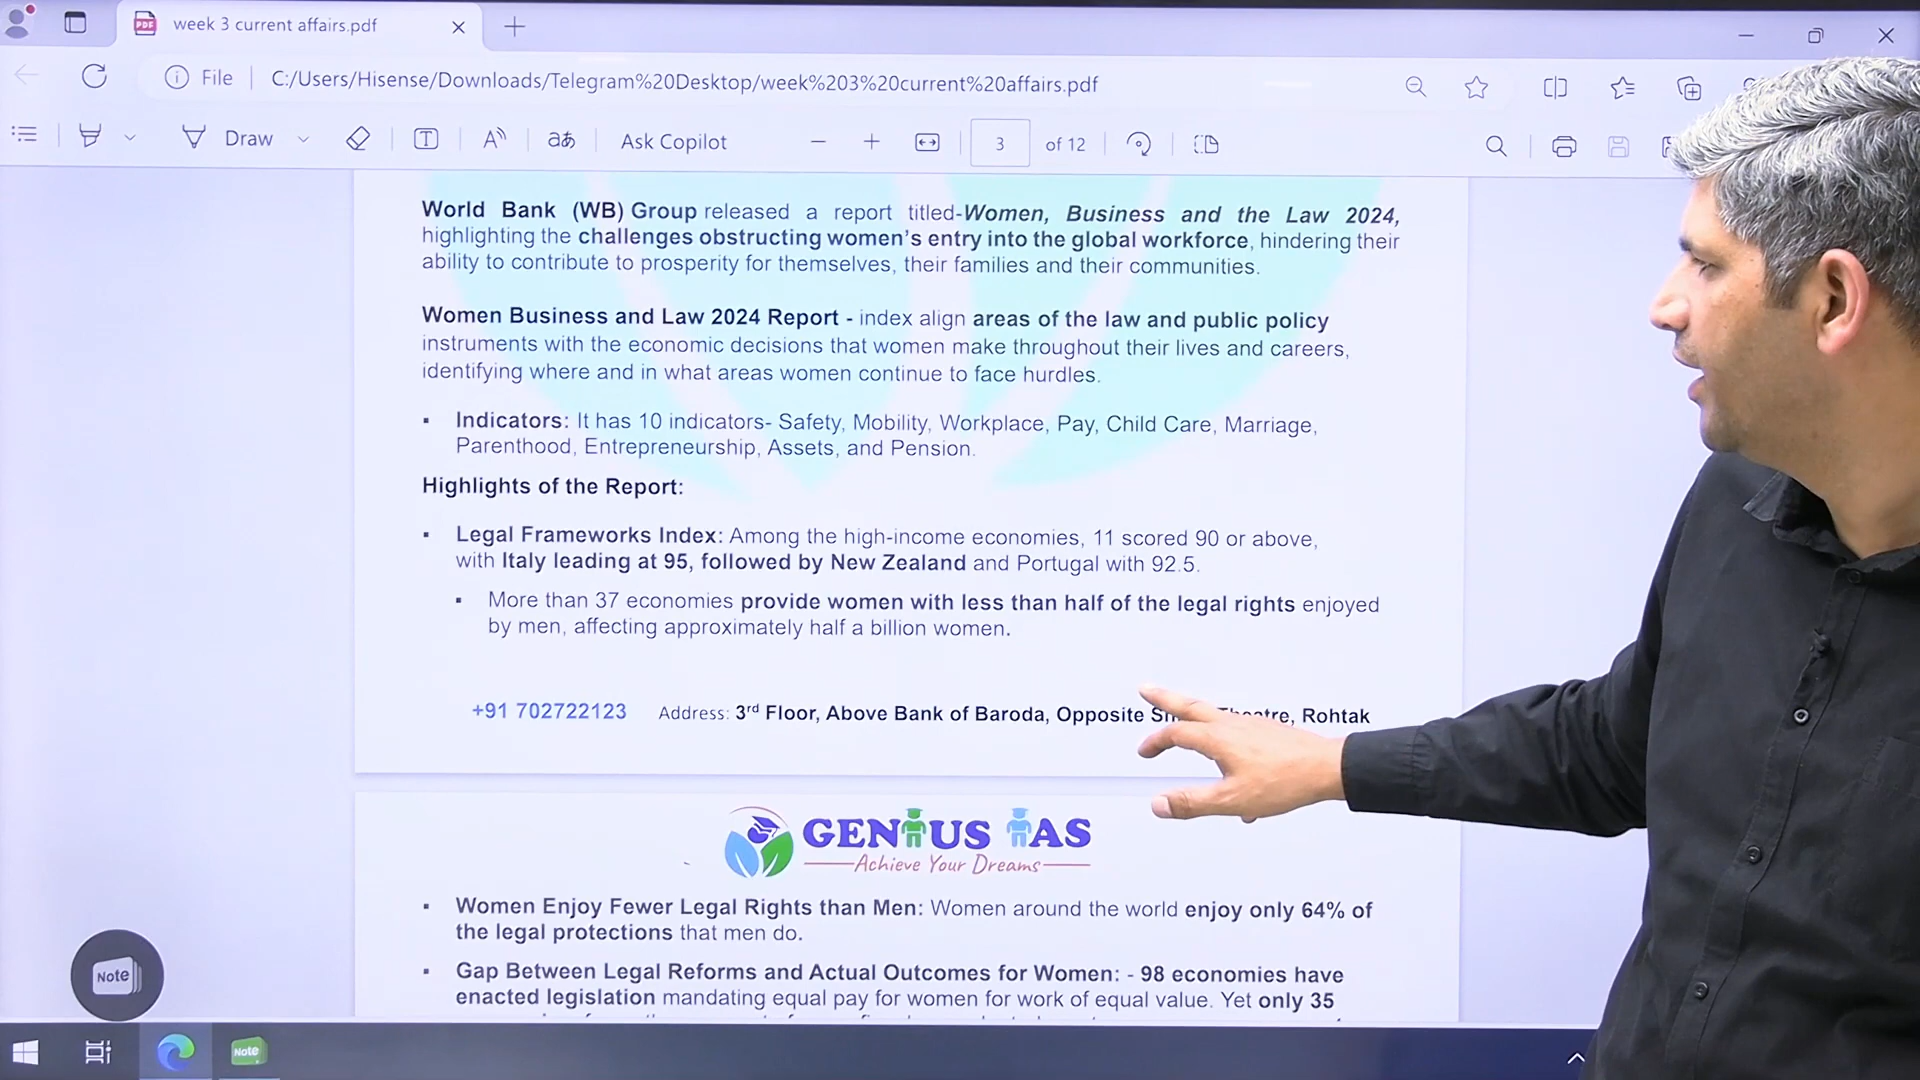 week 3 current affairs.pdf
File
C:/Users/Hisense/Downloads/Telegram%20Desktop/week%203%20current%20affairs.pdf
Draw
T
A
aあ
Ask Copilot
3
of 12
World Bank (WB) Group released a report titled-Women, Business and the Law 2024,
highlighting the challenges obstructing women's entry into the global workforce, hindering their
ability to contribute to prosperity for themselves, their families and their communities.
Women Business and Law 2024 Report - index align areas of the law and public policy
instruments with the economic decisions that women make throughout their lives and careers,
identifying where and in what areas women continue to face hurdles.
▪ Indicators: It has 10 indicators- Safety, Mobility, Workplace, Pay, Child Care, Marriage,
Parenthood, Entrepreneurship, Assets, and Pension.
Highlights of the Report:
▪ Legal Frameworks Index: Among the high-income economies, 11 scored 90 or above,
with Italy leading at 95, followed by New Zealand and Portugal with 92.5.
▪ More than 37 economies provide women with less than half of the legal rights enjoyed
by men, affecting approximately half a billion women.
+91 702722123 Address: 3rd Floor, Above Bank of Baroda, Opposite Rohtak
GENIUS IAS
Achieve Your Dreams
▪ Women Enjoy Fewer Legal Rights than Men: Women around the world enjoy only 64% of
the legal protections that men do.
▪ Gap Between Legal Reforms and Actual Outcomes for Women: - 98 economies have
enacted legislation mandating equal pay for women for work of equal value. Yet only 35
Note
Note